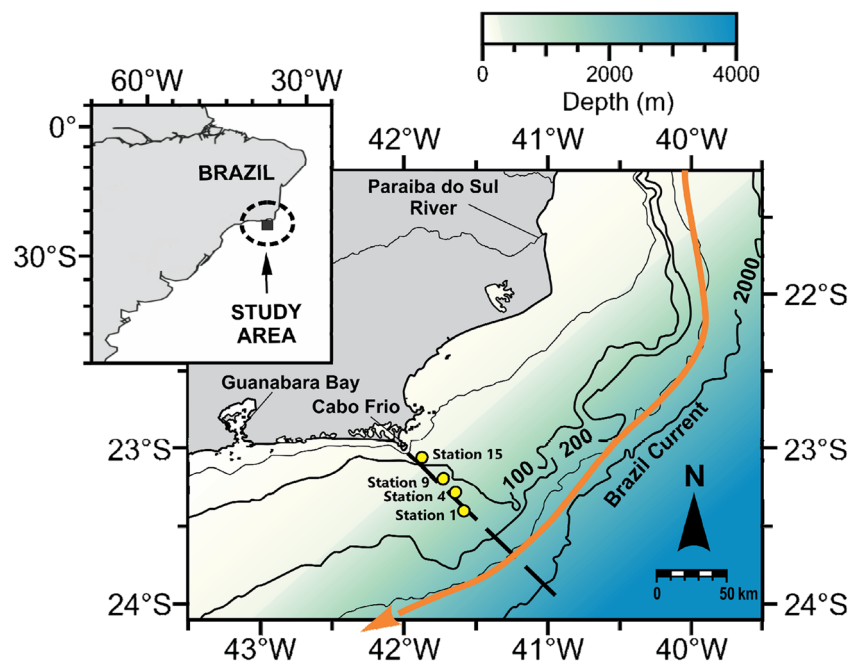 0
2000
4000
Depth (m)
60°W
30°W
0°
30°S
BRAZIL
STUDY
AREA
42°W
41°W
40°W
Paraiba do Sul
River
2000
22°S
Guanabara Bay
Cabo Frio
23°S
23°S
Station 15
Station 9
Station 4
Station 1
100
200
Brazil Current
N
0
50 km
24°S
24°S
43°W
42°W
41°W
40°W